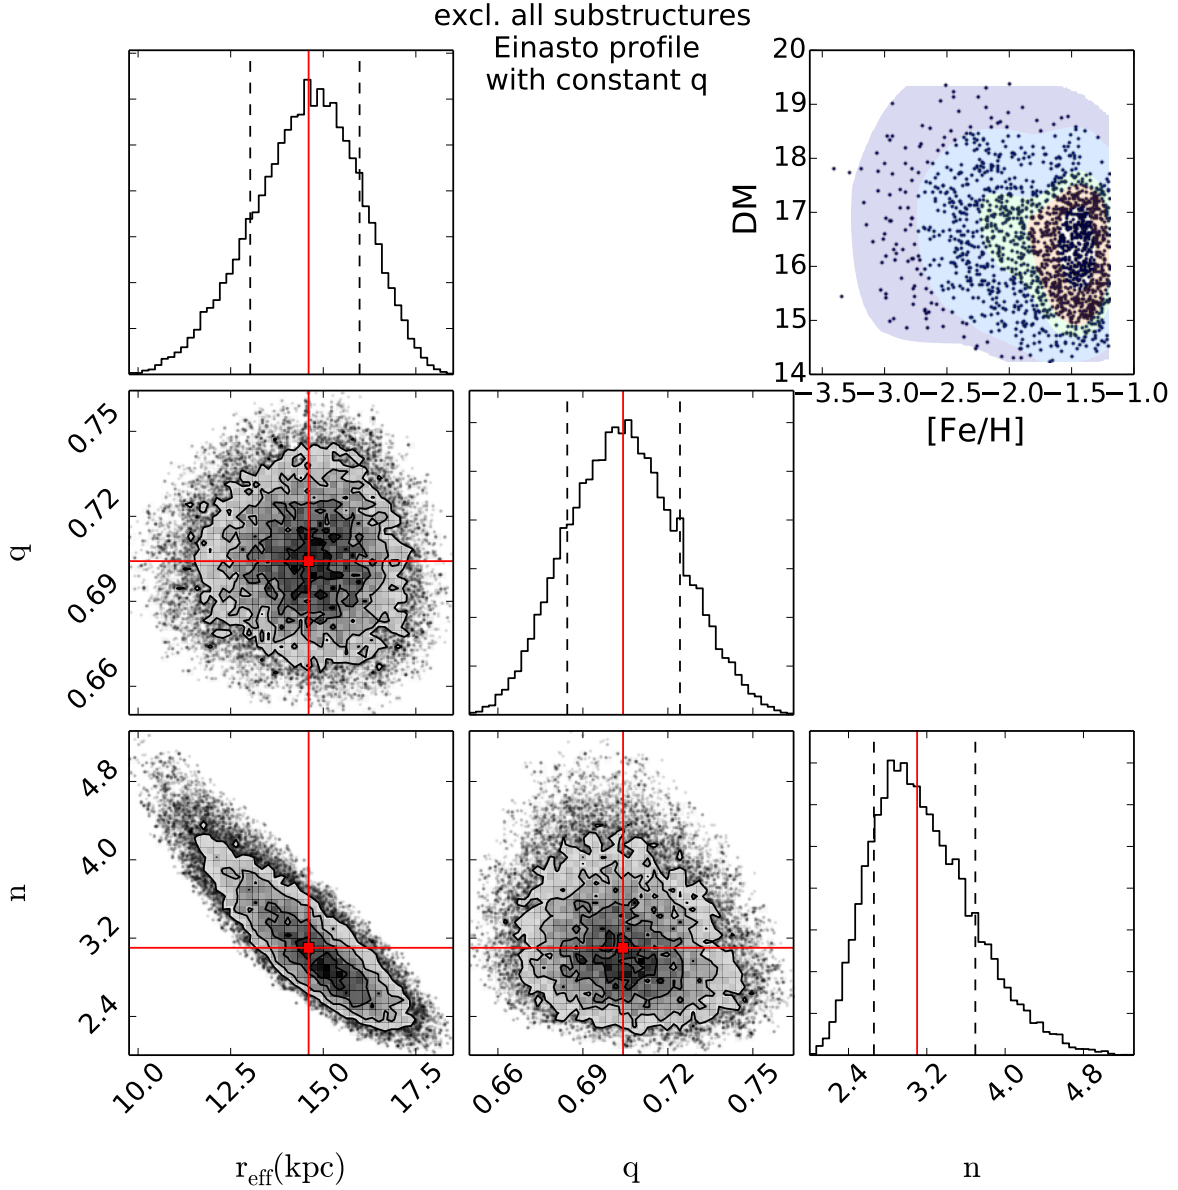 excl. all substructures
Einasto profile
with constant q
20
19
18
17
16
15
14
DM
−3.5 −3.0 −2.5 −2.0 −1.5 −1.0
[Fe/H]
0.75
0.72
0.69
0.66
q
4.8
4.0
3.2
2.4
n
10.0 12.5 15.0 17.5
0.66 0.69 0.72 0.75
2.4 3.2 4.0 4.8
r_eff(kpc)
q
n